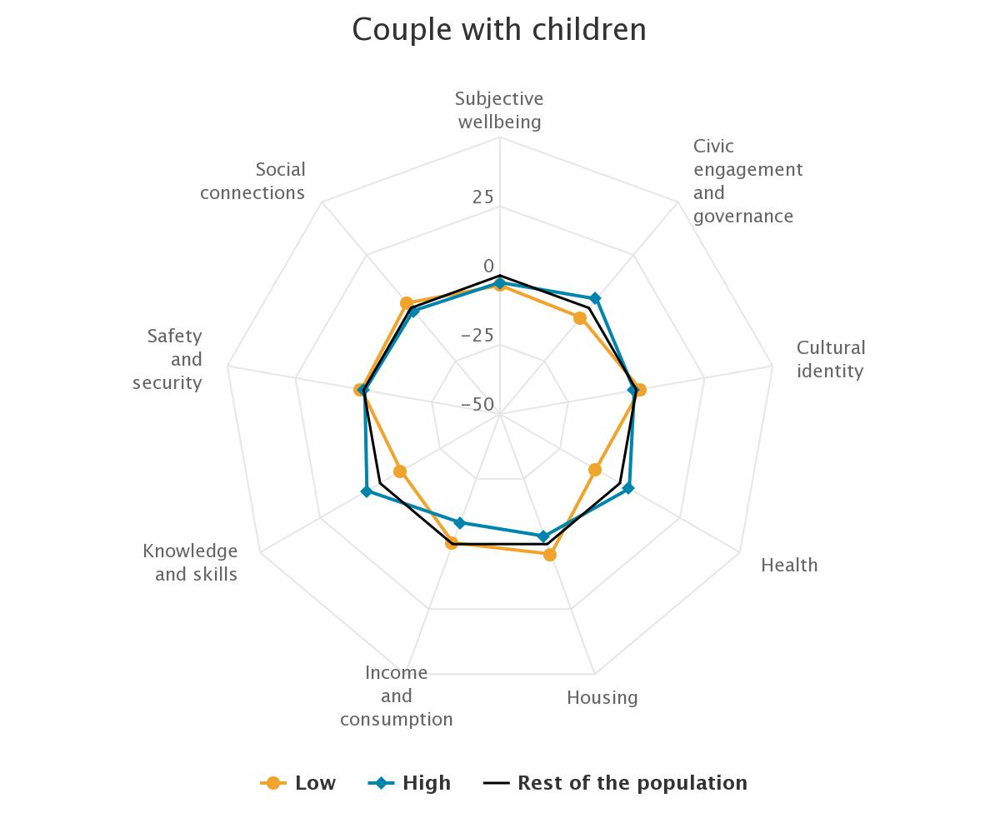 Couple with children
Subjective
wellbeing
Civic
engagement
and
governance
Social
connections
25
0
Safety
and
security
−25
Cultural
identity
−50
Knowledge
and skills
Health
Income
and
consumption
Housing
Low
High
Rest of the population